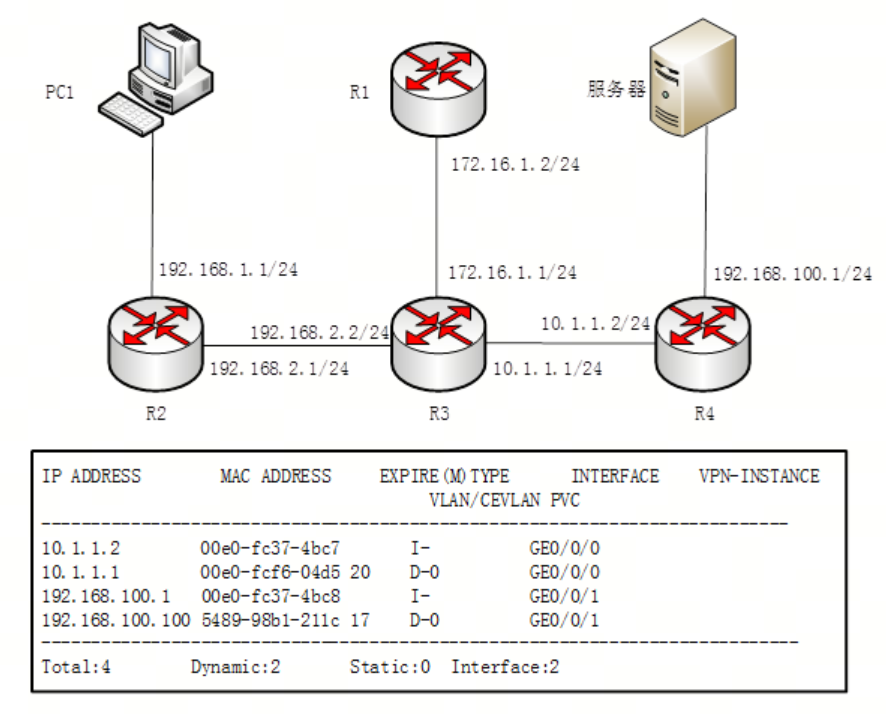 PC1
R1
服务器
172.16.1.2/24
192.168.1.1/24
172.16.1.1/24
192.168.100.1/24
192.168.2.2/24
10.1.1.2/24
192.168.2.1/24
10.1.1.1/24
R2
R3
R4
IP ADDRESS MAC ADDRESS EXPIRE(M) TYPE INTERFACE VPN-INSTANCE
VLAN/CEVLAN PVC
10.1.1.2 00e0-fc37-4bc7 I- GE0/0/0
10.1.1.1 00e0-fcf6-04d5 20 D-0 GE0/0/0
192.168.100.1 00e0-fc37-4bc8 I- GE0/0/1
192.168.100.100 5489-98b1-211c 17 D-0 GE0/0/1
Total:4 Dynamic:2 Static:0 Interface:2